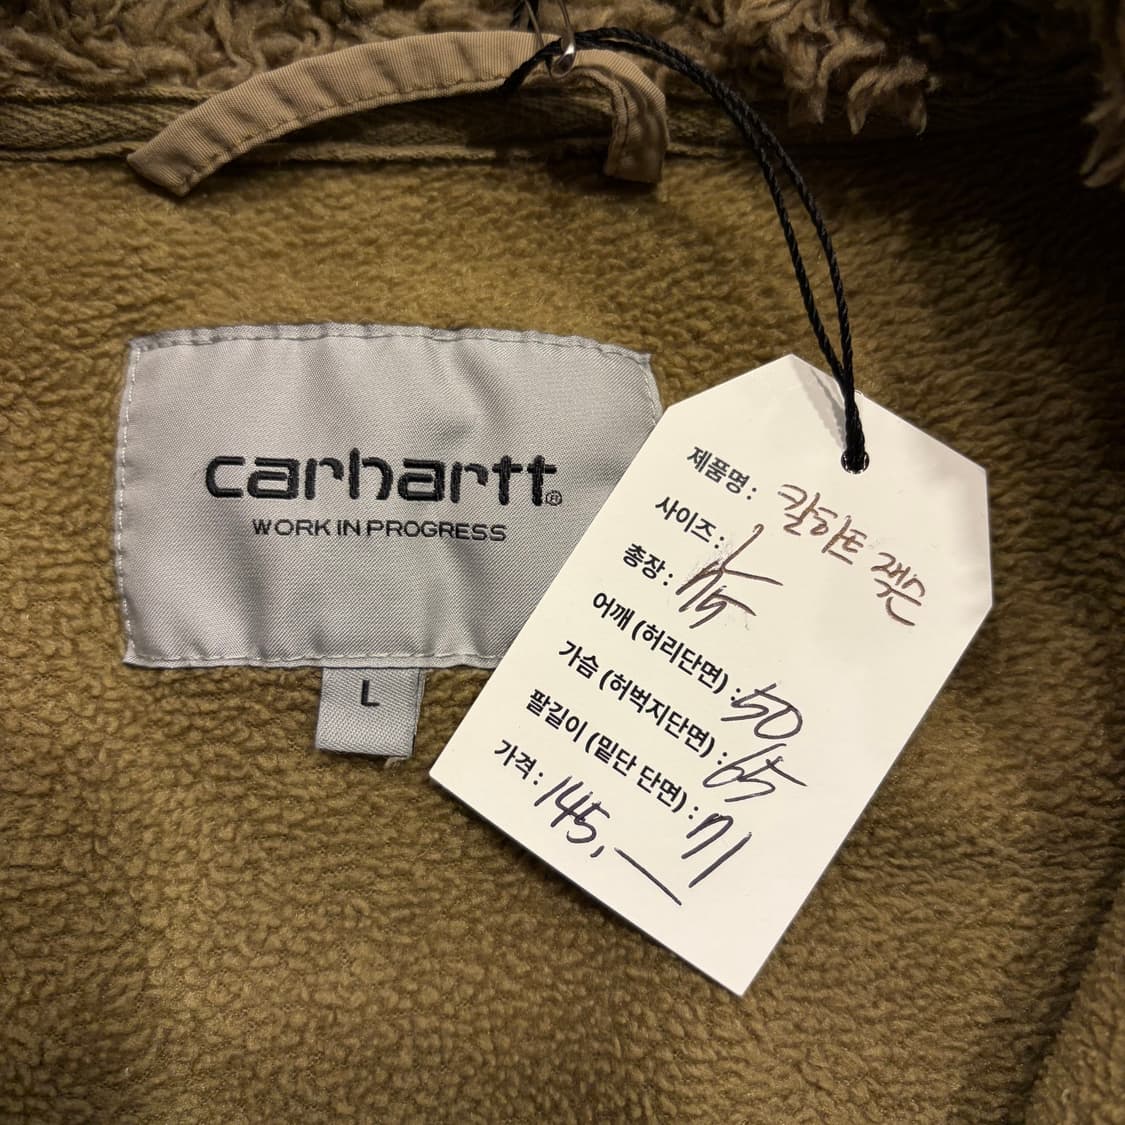 carhartt®
WORK IN PROGRESS
L
제품명: 칼하트 잭슨
사이즈: L
총장: 75
어깨 (허리단면): 50
가슴 (허벅지단면): 65
팔길이 (밑단 단면): 71
가격: 145,—